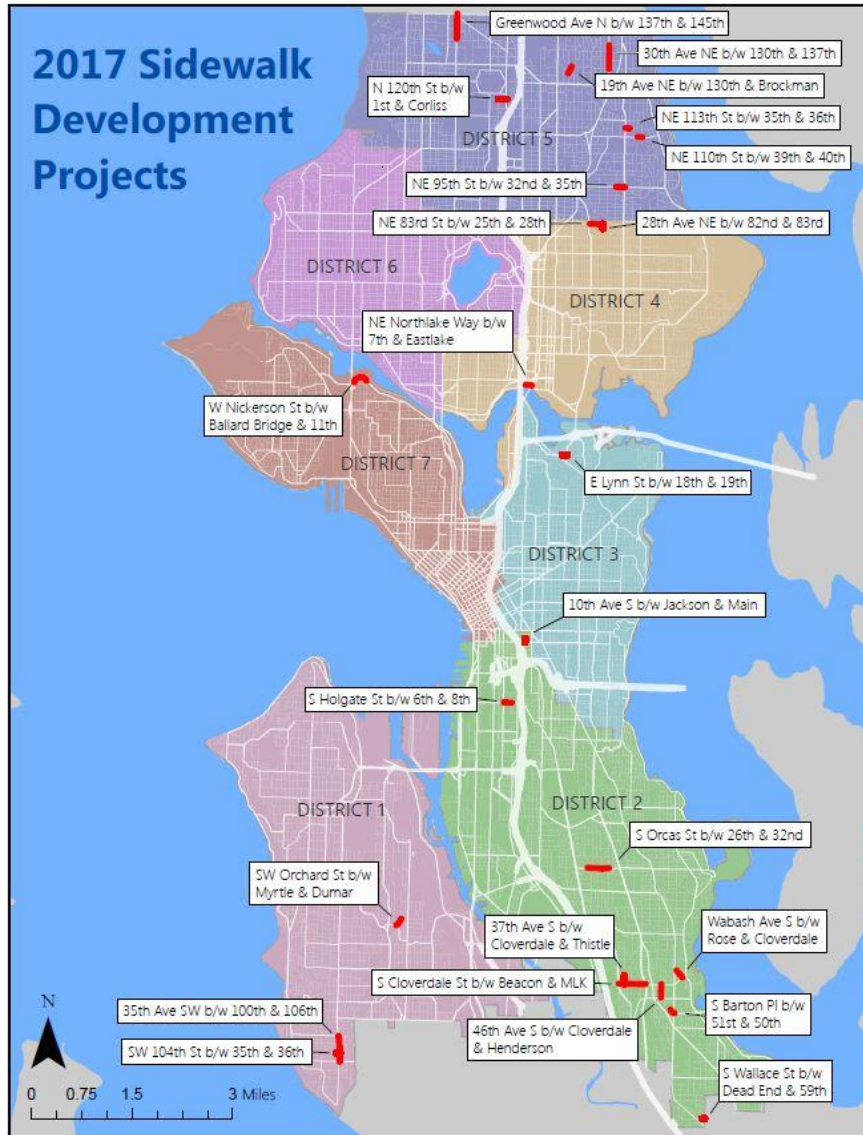 2017 Sidewalk
Development
Projects
Greenwood Ave N b/w 137th & 145th
30th Ave NE b/w 130th & 137th
N 120th St b/w
1st & Corliss
19th Ave NE b/w 130th & Brockman
NE 113th St b/w 35th & 36th
DISTRICT 5
NE 110th St b/w 39th & 40th
NE 95th St b/w 32nd & 35th
NE 83rd St b/w 25th & 28th
28th Ave NE b/w 82nd & 83rd
DISTRICT 6
DISTRICT 4
NE Northlake Way b/w
7th & Eastlake
W Nickerson St b/w
Ballard Bridge & 11th
DISTRICT 7
E Lynn St b/w 18th & 19th
DISTRICT 3
10th Ave S b/w Jackson & Main
S Holgate St b/w 6th & 8th
DISTRICT 1
DISTRICT 2
S Orcas St b/w 26th & 32nd
SW Orchard St b/w
Myrtle & Dumar
37th Ave S b/w
Cloverdale & Thistle
Wabash Ave S b/w
Rose & Cloverdale
S Cloverdale St b/w Beacon & MLK
46th Ave S b/w Cloverdale
& Henderson
S Barton Pl b/w
51st & 50th
N
35th Ave SW b/w 100th & 106th
SW 104th St b/w 35th & 36th
S Wallace St b/w
Dead End & 59th
0 0.75 1.5 3 Miles